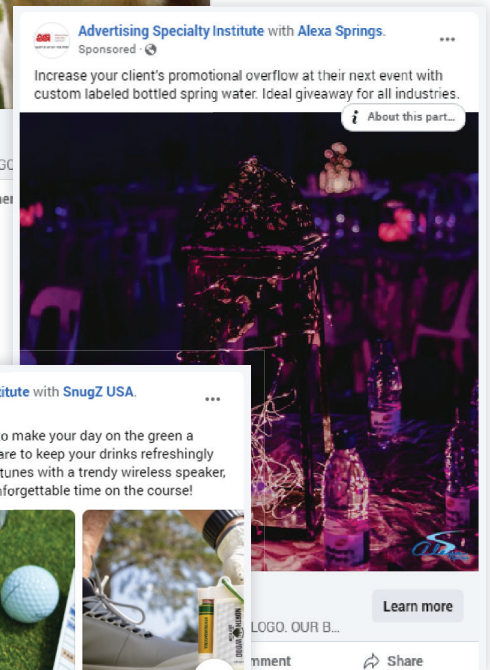 Advertising Specialty Institute with Alexa Springs.
Sponsored ·
Increase your client's promotional overflow at their next event with
custom labeled bottled spring water. Ideal giveaway for all industries.
i About this part...
LOGO. OUR B...
Learn more
mment
Share
titute with SnugZ USA.
to make your day on the green a
are to keep your drinks refreshingly
tunes with a trendy wireless speaker,
nforgettable time on the course!
NORTHWOOD